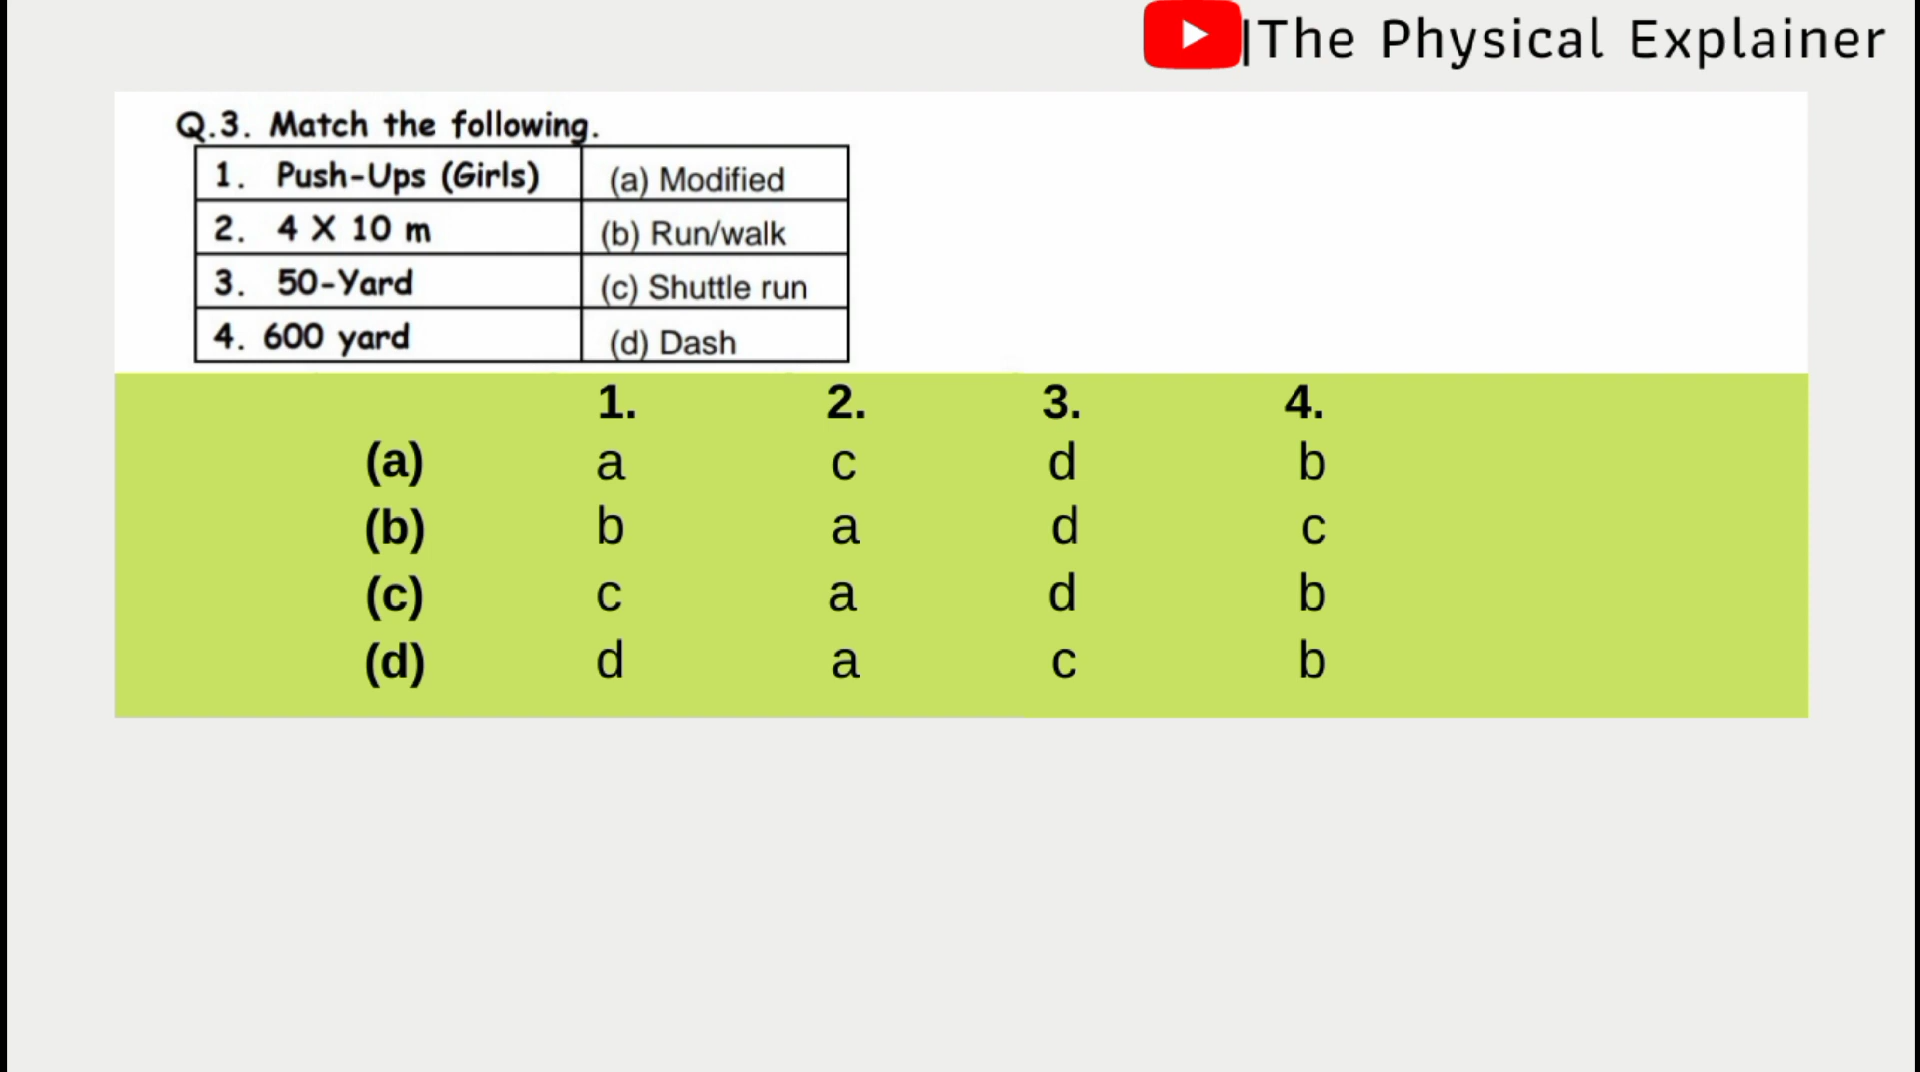 |The Physical Explainer
Q.3. Match the following.
1. Push-Ups (Girls) (a) Modified
2. 4 X 10 m (b) Run/walk
3. 50-Yard (c) Shuttle run
4. 600 yard (d) Dash
1. 2. 3. 4.
(a) a c d b
(b) b a d c
(c) c a d b
(d) d a c b